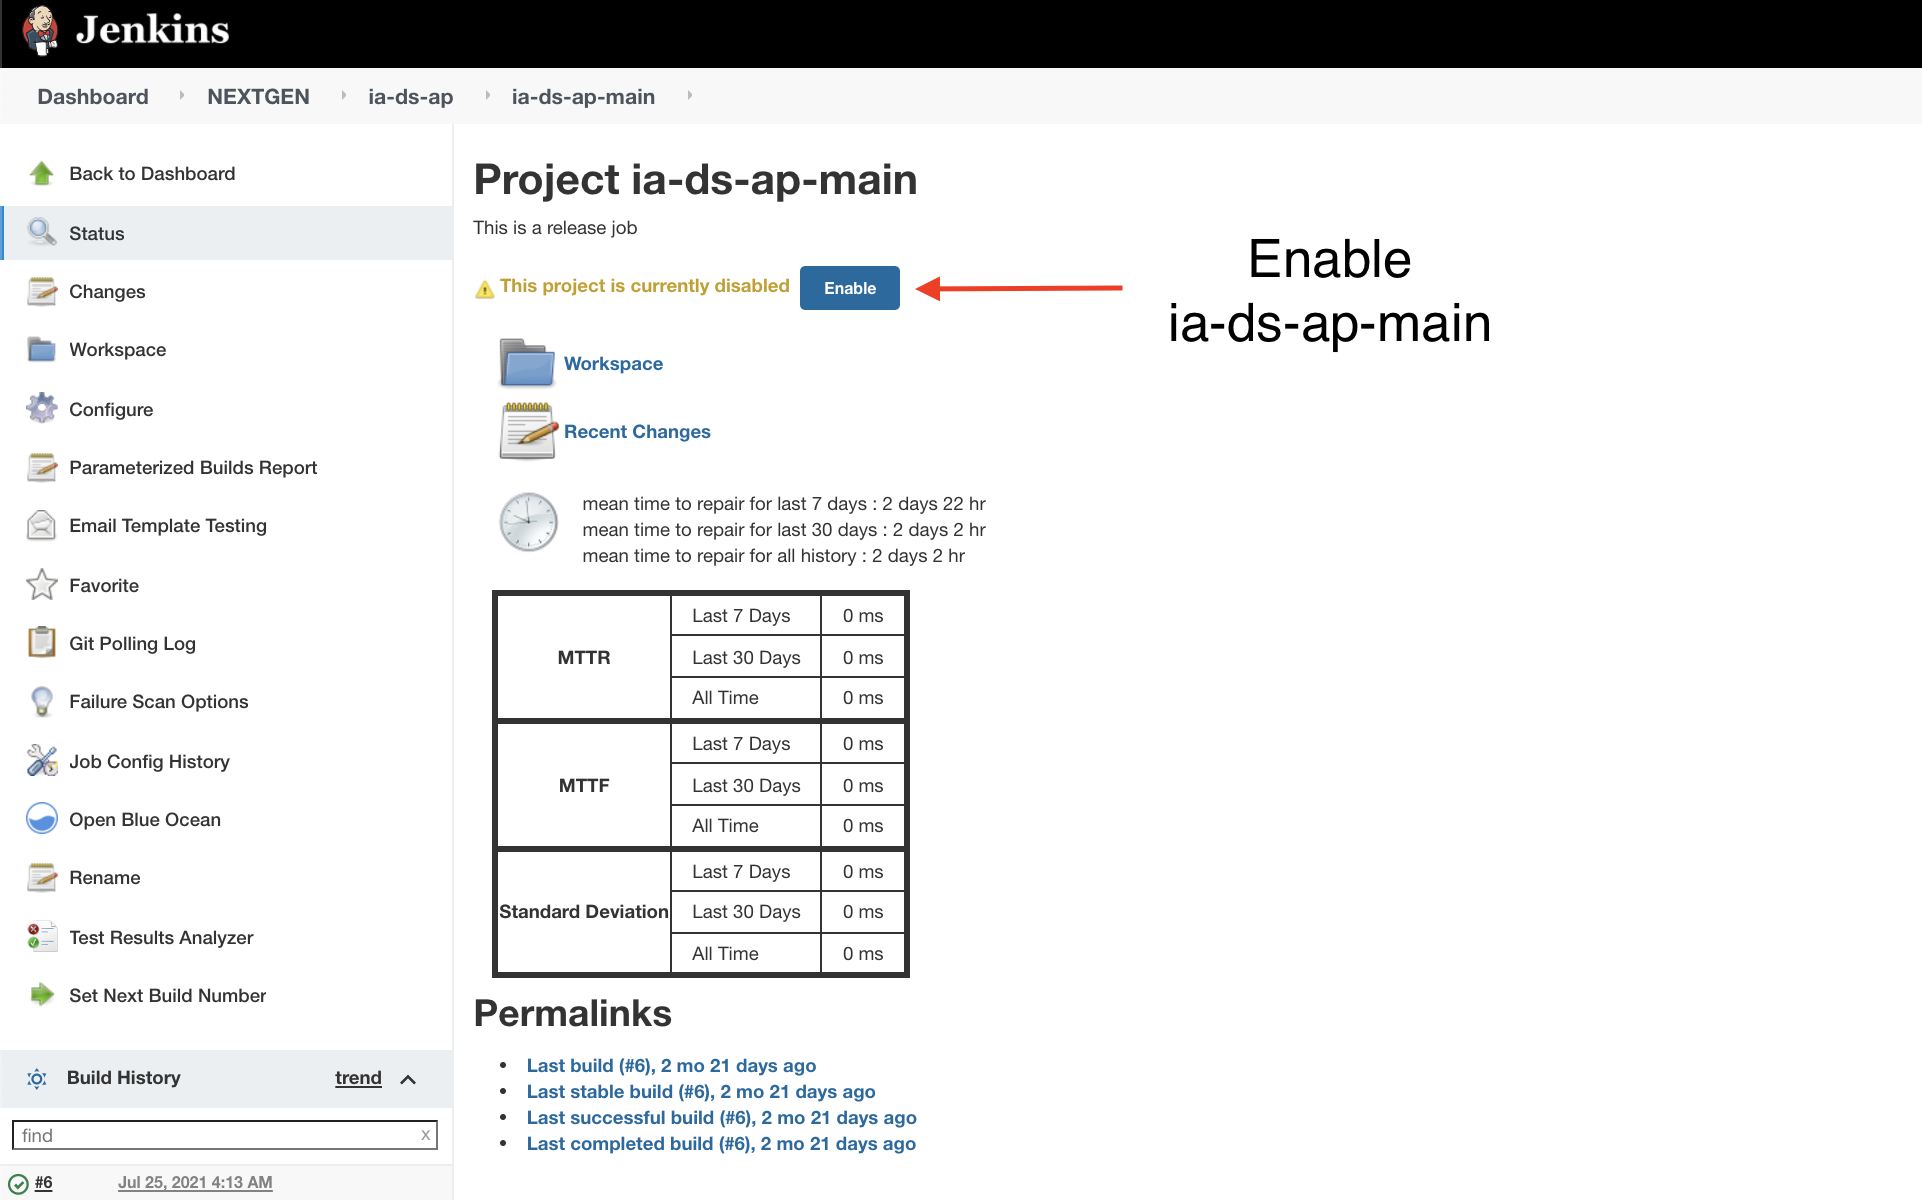 Jenkins
Dashboard NEXTGEN ia-ds-ap ia-ds-ap-main
Back to Dashboard
Status
Changes
Workspace
Configure
Parameterized Builds Report
Email Template Testing
Favorite
Git Polling Log
Failure Scan Options
Job Config History
Open Blue Ocean
Rename
Test Results Analyzer
Set Next Build Number
Build History trend
find x
#6 Jul 25, 2021 4:13 AM
Project ia-ds-ap-main
This is a release job
This project is currently disabled Enable
Enable
ia-ds-ap-main
Workspace
Recent Changes
mean time to repair for last 7 days : 2 days 22 hr
mean time to repair for last 30 days : 2 days 2 hr
mean time to repair for all history : 2 days 2 hr
MTTR
Last 7 Days 0 ms
Last 30 Days 0 ms
All Time 0 ms
MTTF
Last 7 Days 0 ms
Last 30 Days 0 ms
All Time 0 ms
Standard Deviation
Last 7 Days 0 ms
Last 30 Days 0 ms
All Time 0 ms
Permalinks
• Last build (#6), 2 mo 21 days ago
• Last stable build (#6), 2 mo 21 days ago
• Last successful build (#6), 2 mo 21 days ago
• Last completed build (#6), 2 mo 21 days ago